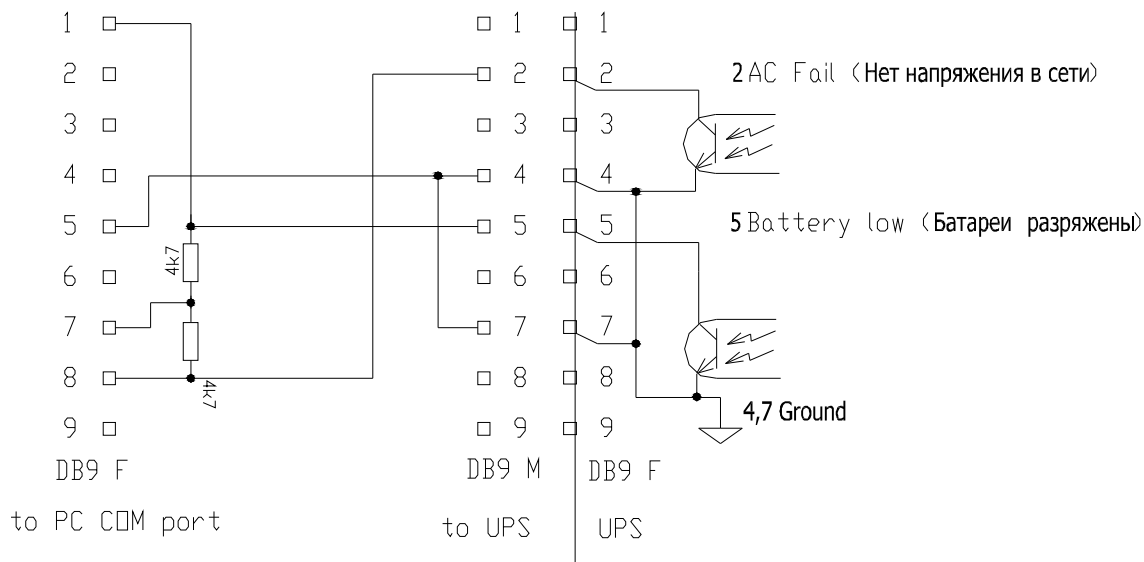 1 1 1
2 2 2 2 AC Fail (Нет напряжения в сети)
3 3 3
4 4 4
5 5 5 5 Battery low (Батареи разряжены)
4k7
6 6 6
7 7 7
8 8 8
4k7
4,7 Ground
9 9 9
DB9 F DB9 M DB9 F
to PC COM port to UPS UPS